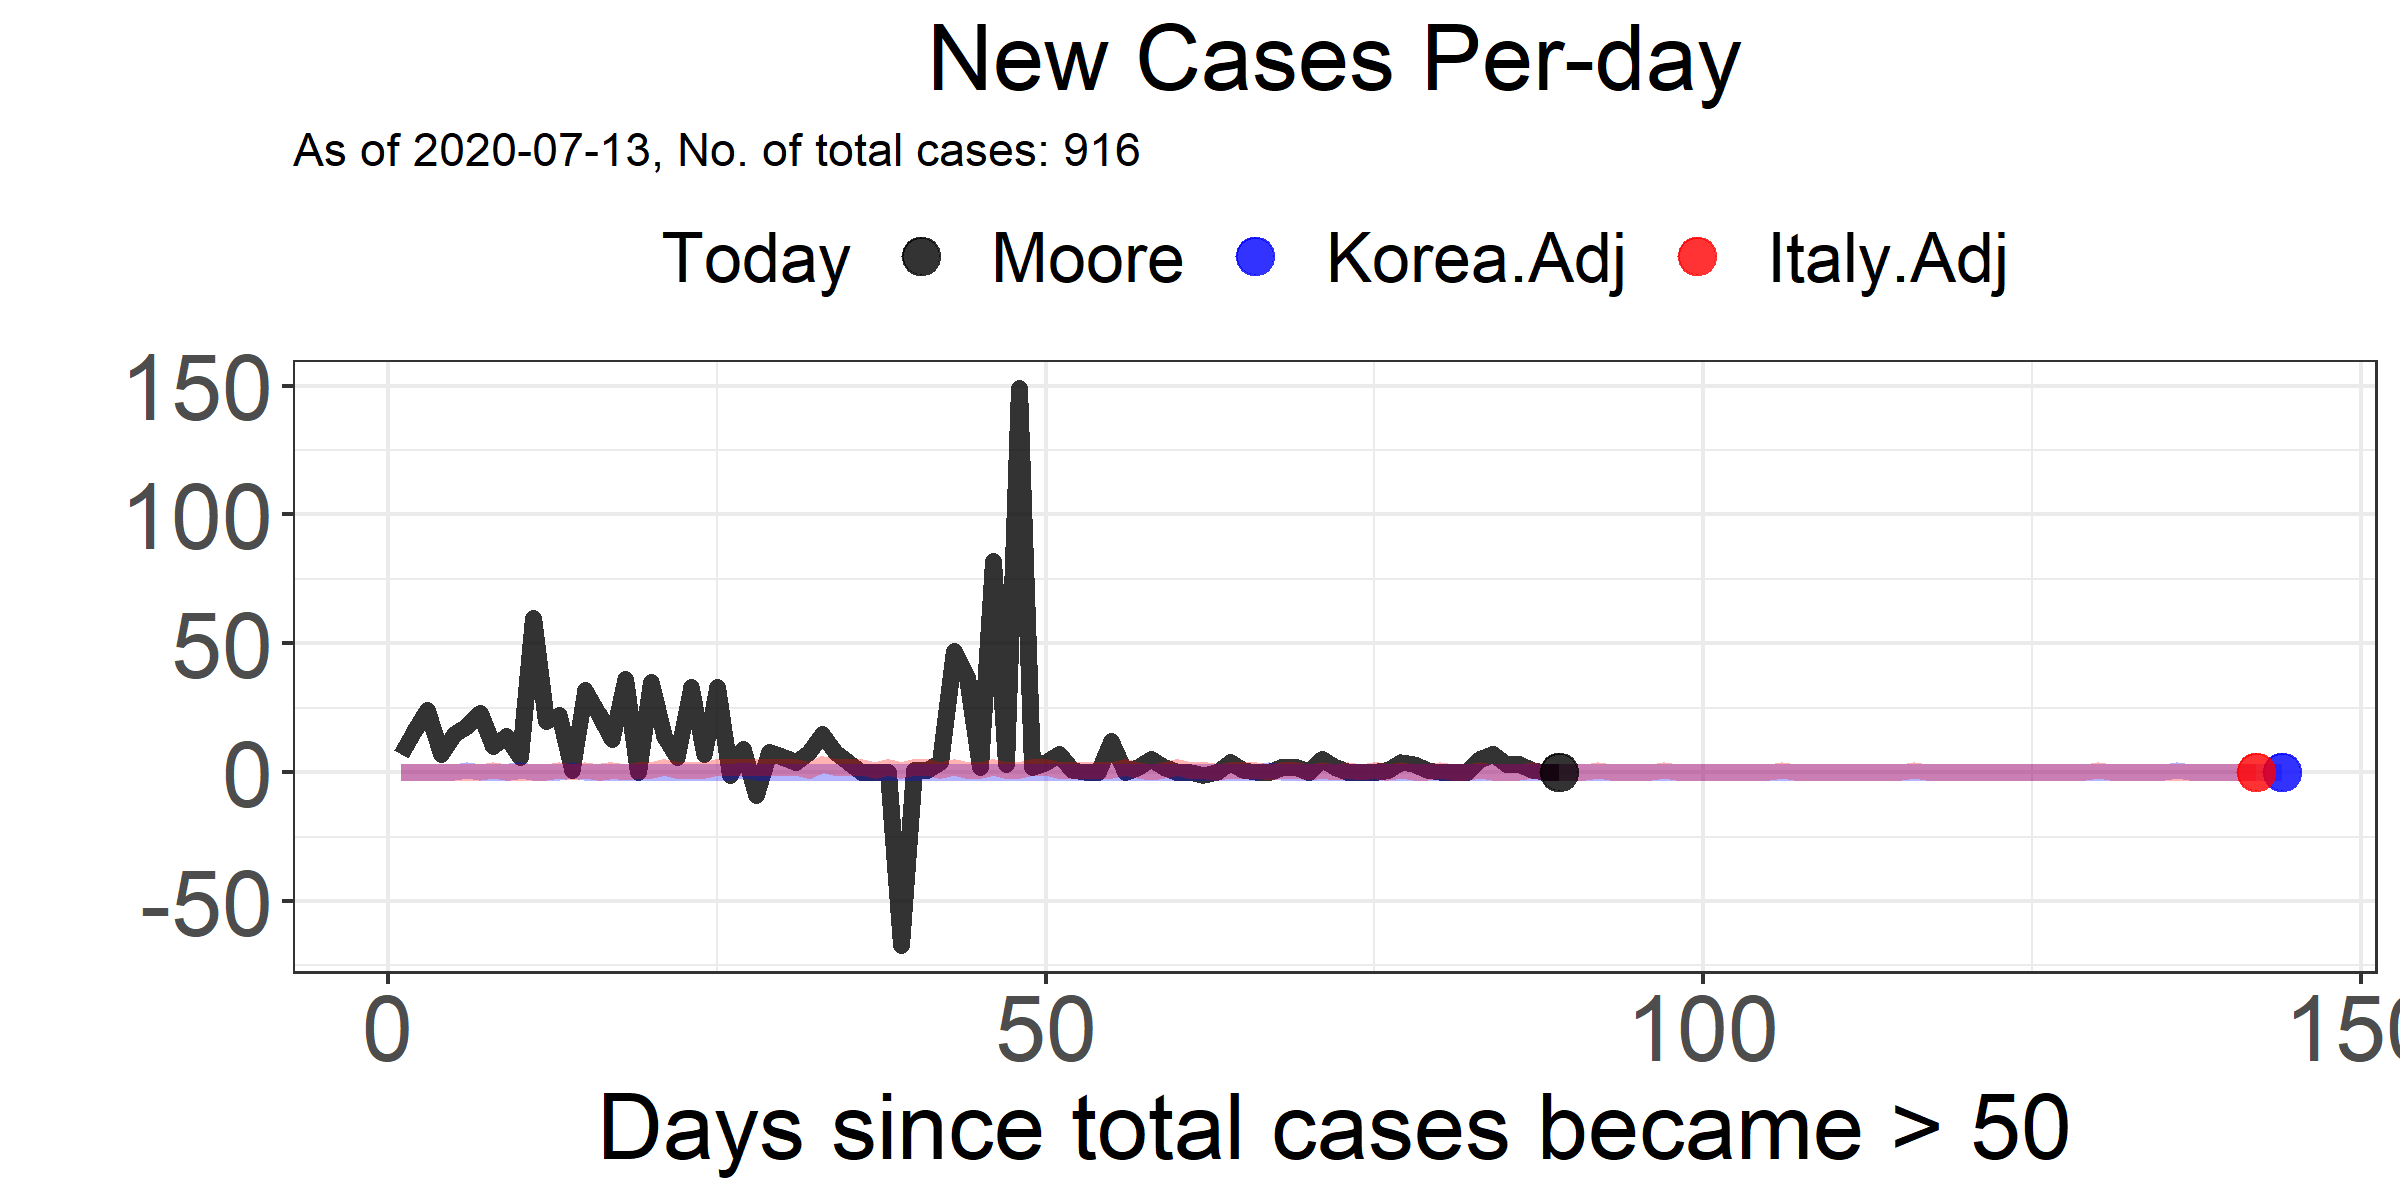 New Cases Per-day
As of 2020-07-13, No. of total cases: 916
Today Moore Korea.Adj Italy.Adj
150
100
50
0
-50
0 50 100 150
Days since total cases became > 50